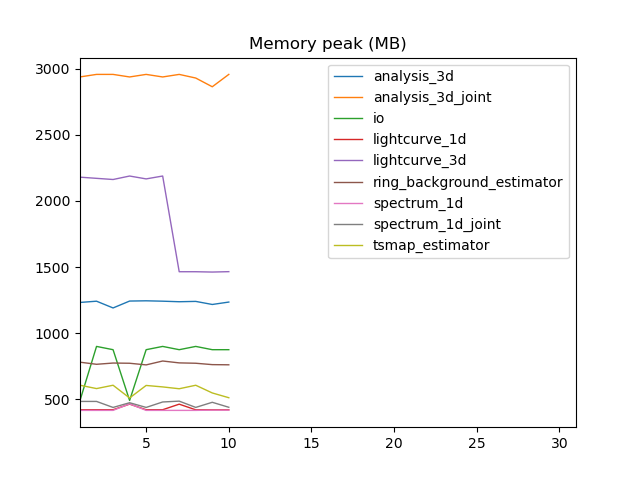 Memory peak (MB)
3000
2500
2000
1500
1000
500
5
10
15
20
25
30
analysis_3d
analysis_3d_joint
io
lightcurve_1d
lightcurve_3d
ring_background_estimator
spectrum_1d
spectrum_1d_joint
tsmap_estimator